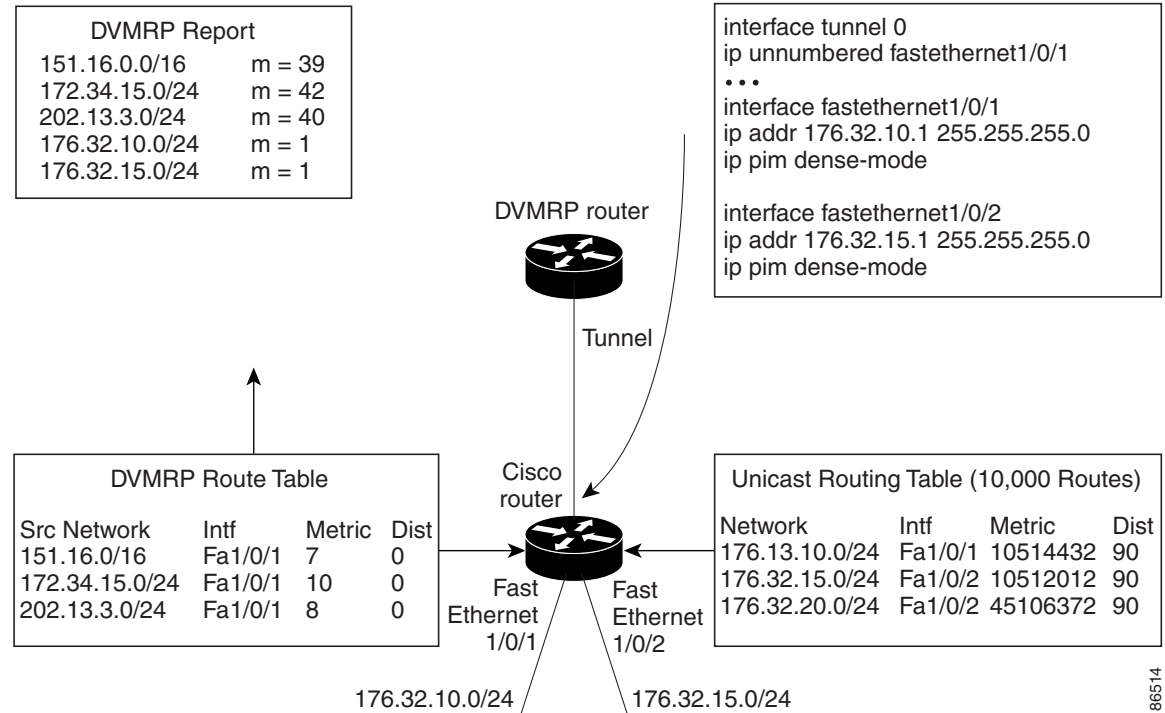 DVMRP Report
151.16.0.0/16 m = 39
172.34.15.0/24 m = 42
202.13.3.0/24 m = 40
176.32.10.0/24 m = 1
176.32.15.0/24 m = 1
interface tunnel 0
ip unnumbered fastethernet1/0/1
• • •
interface fastethernet1/0/1
ip addr 176.32.10.1 255.255.255.0
ip pim dense-mode
interface fastethernet1/0/2
ip addr 176.32.15.1 255.255.255.0
ip pim dense-mode
DVMRP router
Tunnel
Cisco
router
DVMRP Route Table
Src Network Intf Metric Dist
151.16.0/16 Fa1/0/1 7 0
172.34.15.0/24 Fa1/0/1 10 0
202.13.3.0/24 Fa1/0/1 8 0
Unicast Routing Table (10,000 Routes)
Network Intf Metric Dist
176.13.10.0/24 Fa1/0/1 10514432 90
176.32.15.0/24 Fa1/0/2 10512012 90
176.32.20.0/24 Fa1/0/2 45106372 90
Fast
Ethernet
1/0/1
Fast
Ethernet
1/0/2
176.32.10.0/24
176.32.15.0/24
86514